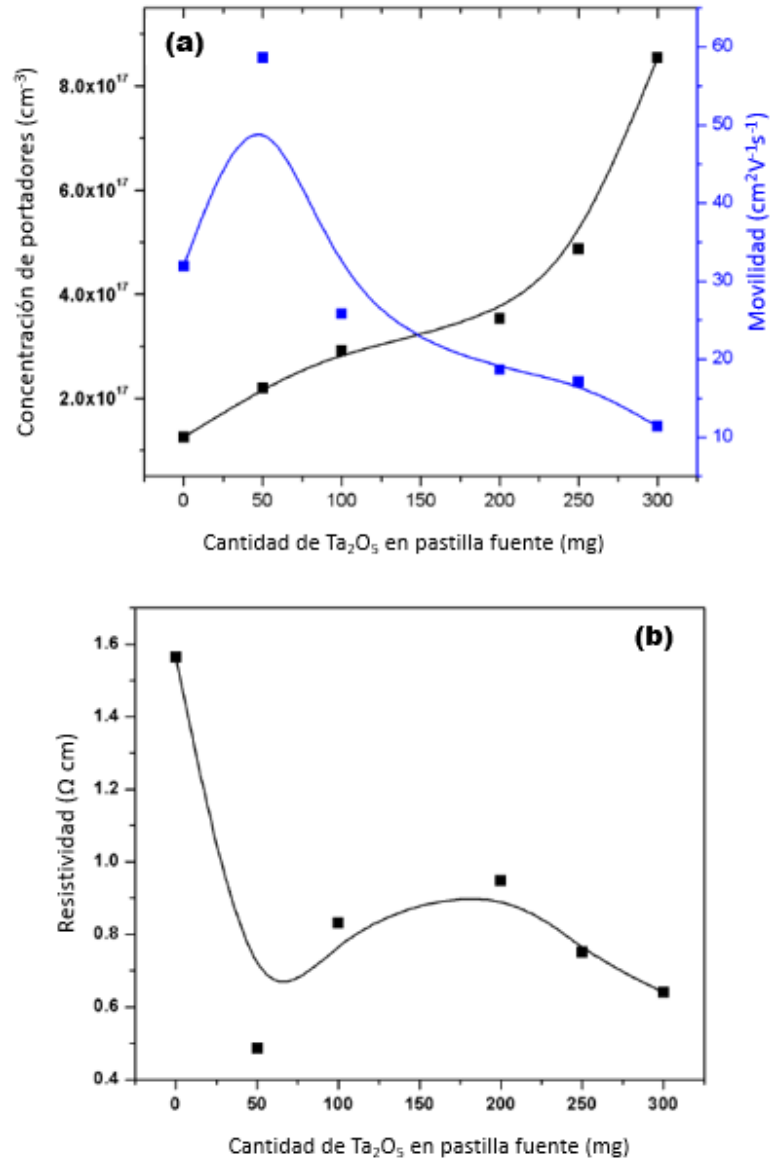 (a)
Concentración de portadores (cm⁻³)
8.0x10¹⁷
6.0x10¹⁷
4.0x10¹⁷
2.0x10¹⁷
60
50
40
30
20
10
Movilidad (cm²V⁻¹s⁻¹)
0 50 100 150 200 250 300
Cantidad de Ta₂O₅ en pastilla fuente (mg)
(b)
Resistividad (Ω cm)
1.6
1.4
1.2
1.0
0.8
0.6
0.4
0 50 100 150 200 250 300
Cantidad de Ta₂O₅ en pastilla fuente (mg)